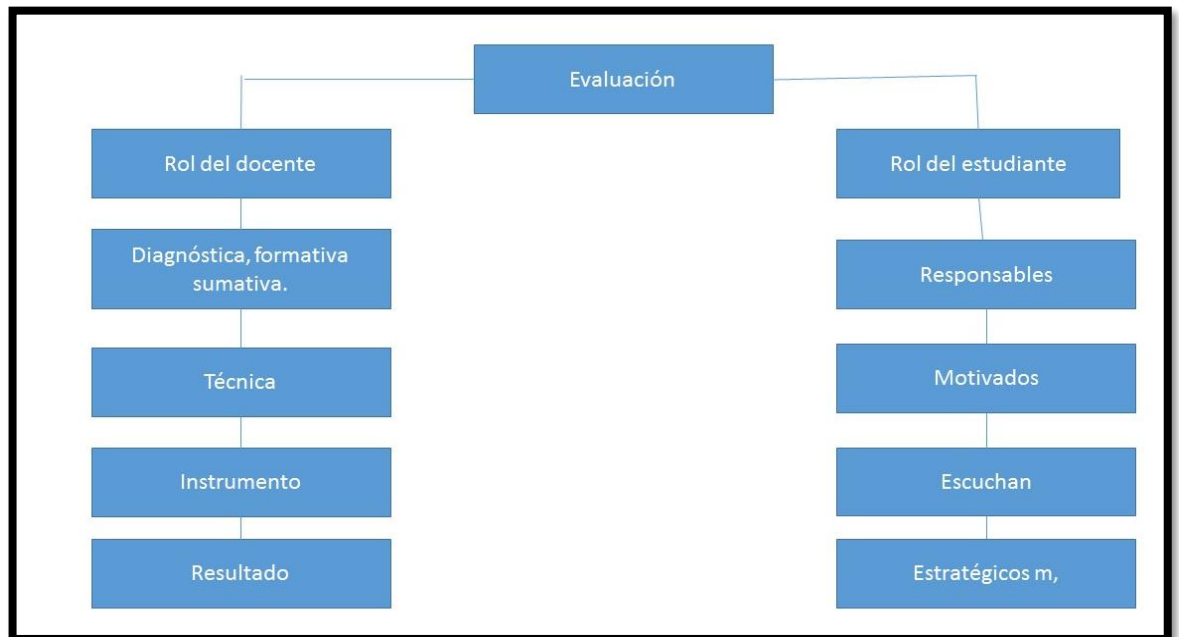 Evaluación
Rol del docente
Diagnóstica, formativa
sumativa.
Técnica
Instrumento
Resultado
Rol del estudiante
Responsables
Motivados
Escuchan
Estratégicos m,